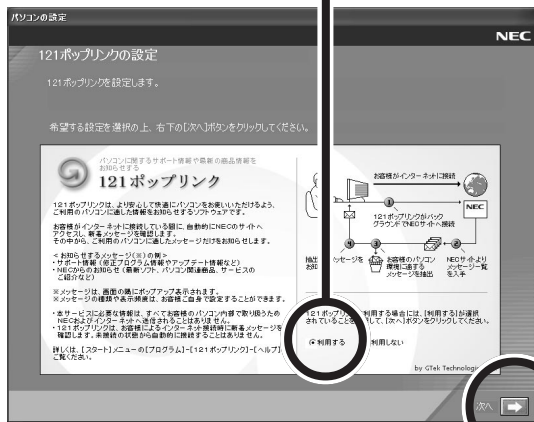 パソコンの設定
NEC
121ポップリンクの設定
121ポップリンクを設定します。
希望する設定を選択の上、右下の[次へ]ボタンをクリックしてください。
パソコンに関するサポート情報や最新の商品情報を
お知らせする
121ポップリンク
121ポップリンクは、より安心して快適にパソコンをお使いいただけるよう、
ご利用のパソコンに適した情報をお知らせするソフトウェアです。
お客様がインターネットに接続している間に、自動的にNECのサイトへ
アクセスし、新着メッセージを確認します。
その中から、ご利用のパソコンに適したメッセージだけをお知らせします。
<お知らせするメッセージ(※)の例>
・サポート情報(修正プログラム情報やアップデート情報など)
・NECからのお知らせ(最新ソフト、パソコン関連商品、サービスの
ご紹介など)
※メッセージは、画面の隅にポップアップ表示されます。
※メッセージの種類や表示頻度は、お客様ご自身で設定することができます。
・本サービスに必要な情報は、すべてお客様のパソコン内部で取り扱うため
NECおよびインターネットへ送信されることはありません。
・121ポップリンクは、お客様によるインターネット接続時に新着メッセージを
確認します。未接続の状態から自動的に接続することはありません。
詳しくは、[スタート]メニューの[プログラム]-[121ポップリンク]-[ヘルプ]
ご覧ください。
お客様がインターネットに接続
1
NEC
121ポップリンクがバック
グラウンドでNECサイトへ接続
4
3
2
抽出 メッセージを
お知
お客様のパソコン
環境に適する
メッセージを抽出
NECサイトより
メッセージ一覧
を入手
121ポップリン 利用する場合には、[利用する]が選択
されていることを して、[次へ]ボタンをクリックしてください。
利用する
利用しない
by GTek Technologi
次へ